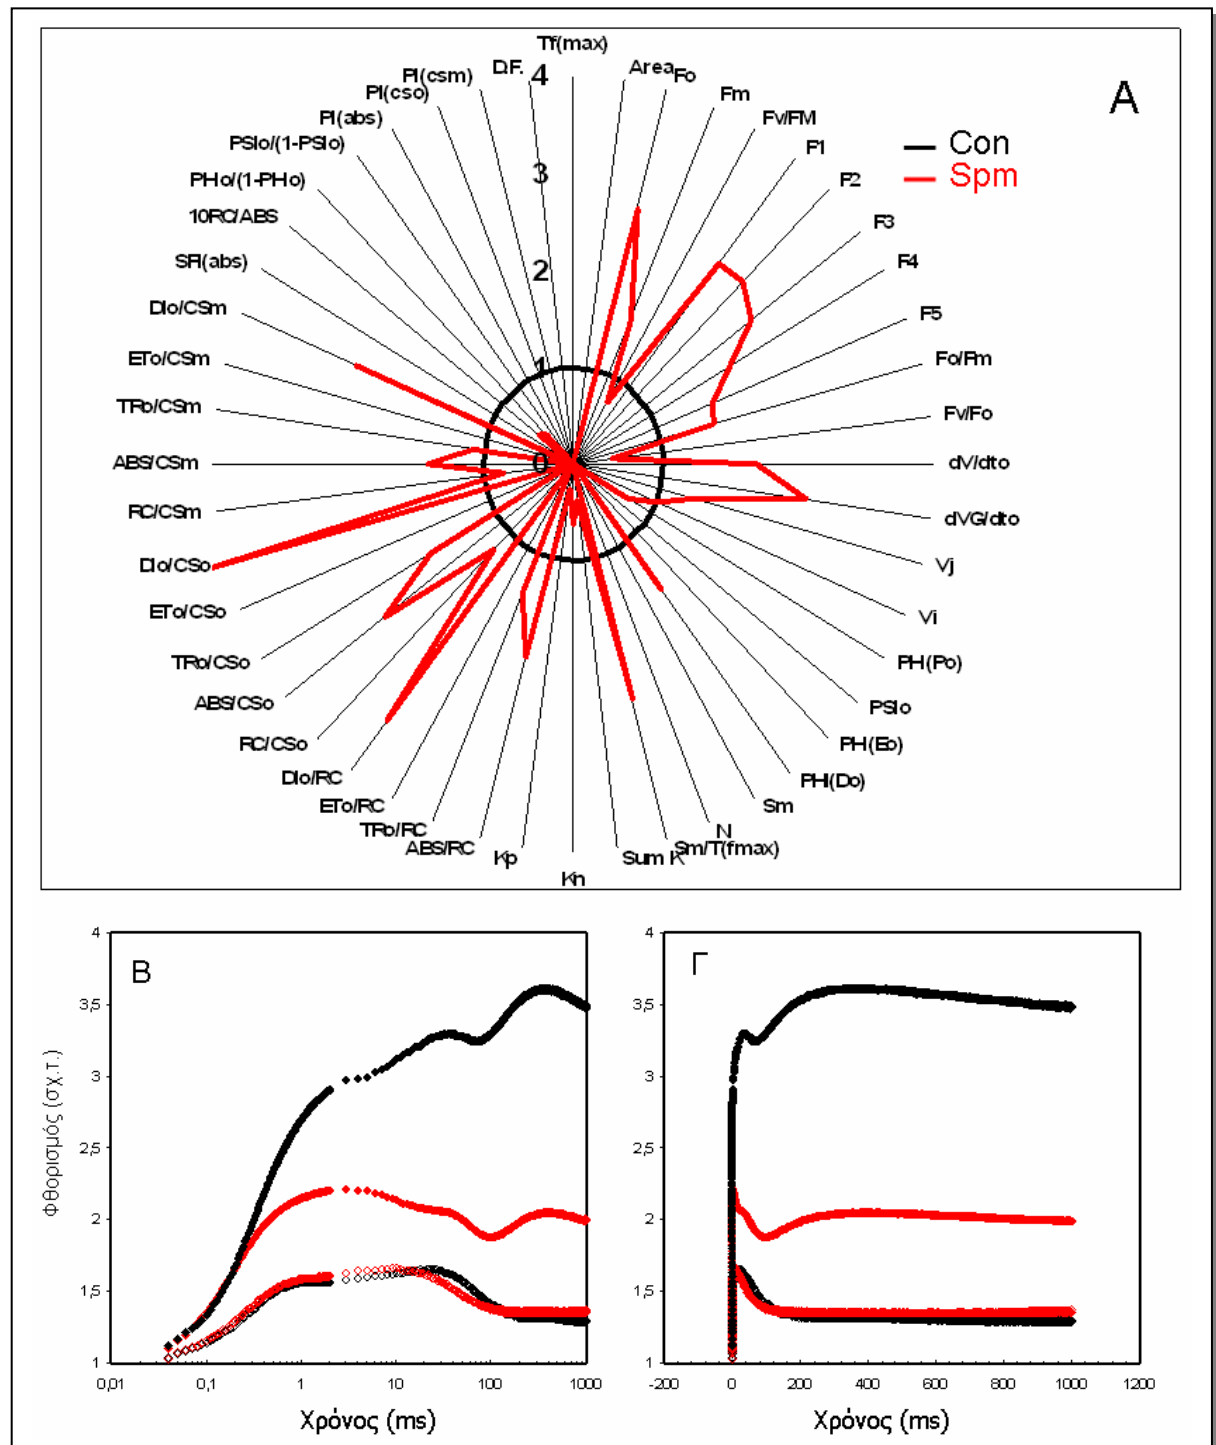 A
Con
Spm
Tf(max)
Area
Fo
Fm
Fv/FM
F1
F2
F3
F4
F5
Fo/Fm
Fv/Fo
dV/dto
dVG/dto
Vj
Vi
PH(Po)
PSIo
PH(Eo)
PHI(Do)
Sm
N
Sm/T(fmax)
Sum K
Kn
Kp
ABS/RC
TRo/RC
ETo/RC
DIo/RC
RC/CSo
ABS/CSo
TRo/CSo
ETo/CSo
DIo/CSo
RC/CSm
ABS/CSm
TRo/CSm
ETo/CSm
DIo/CSm
SFI(abs)
10RC/ABS
PHo/(1-PHo)
PSIo/(1-PSIo)
PI(abs)
PI(cso)
PI(csm)
D.F.
4
3
2
1
0
B
Φθορισμός (σχ.τ.)
4
3,5
3
2,5
2
1,5
1
0,01 0,1 1 10 100 1000
Χρόνος (ms)
Γ
4
3,5
3
2,5
2
1,5
1
-200 0 200 400 600 800 1000 1200
Χρόνος (ms)